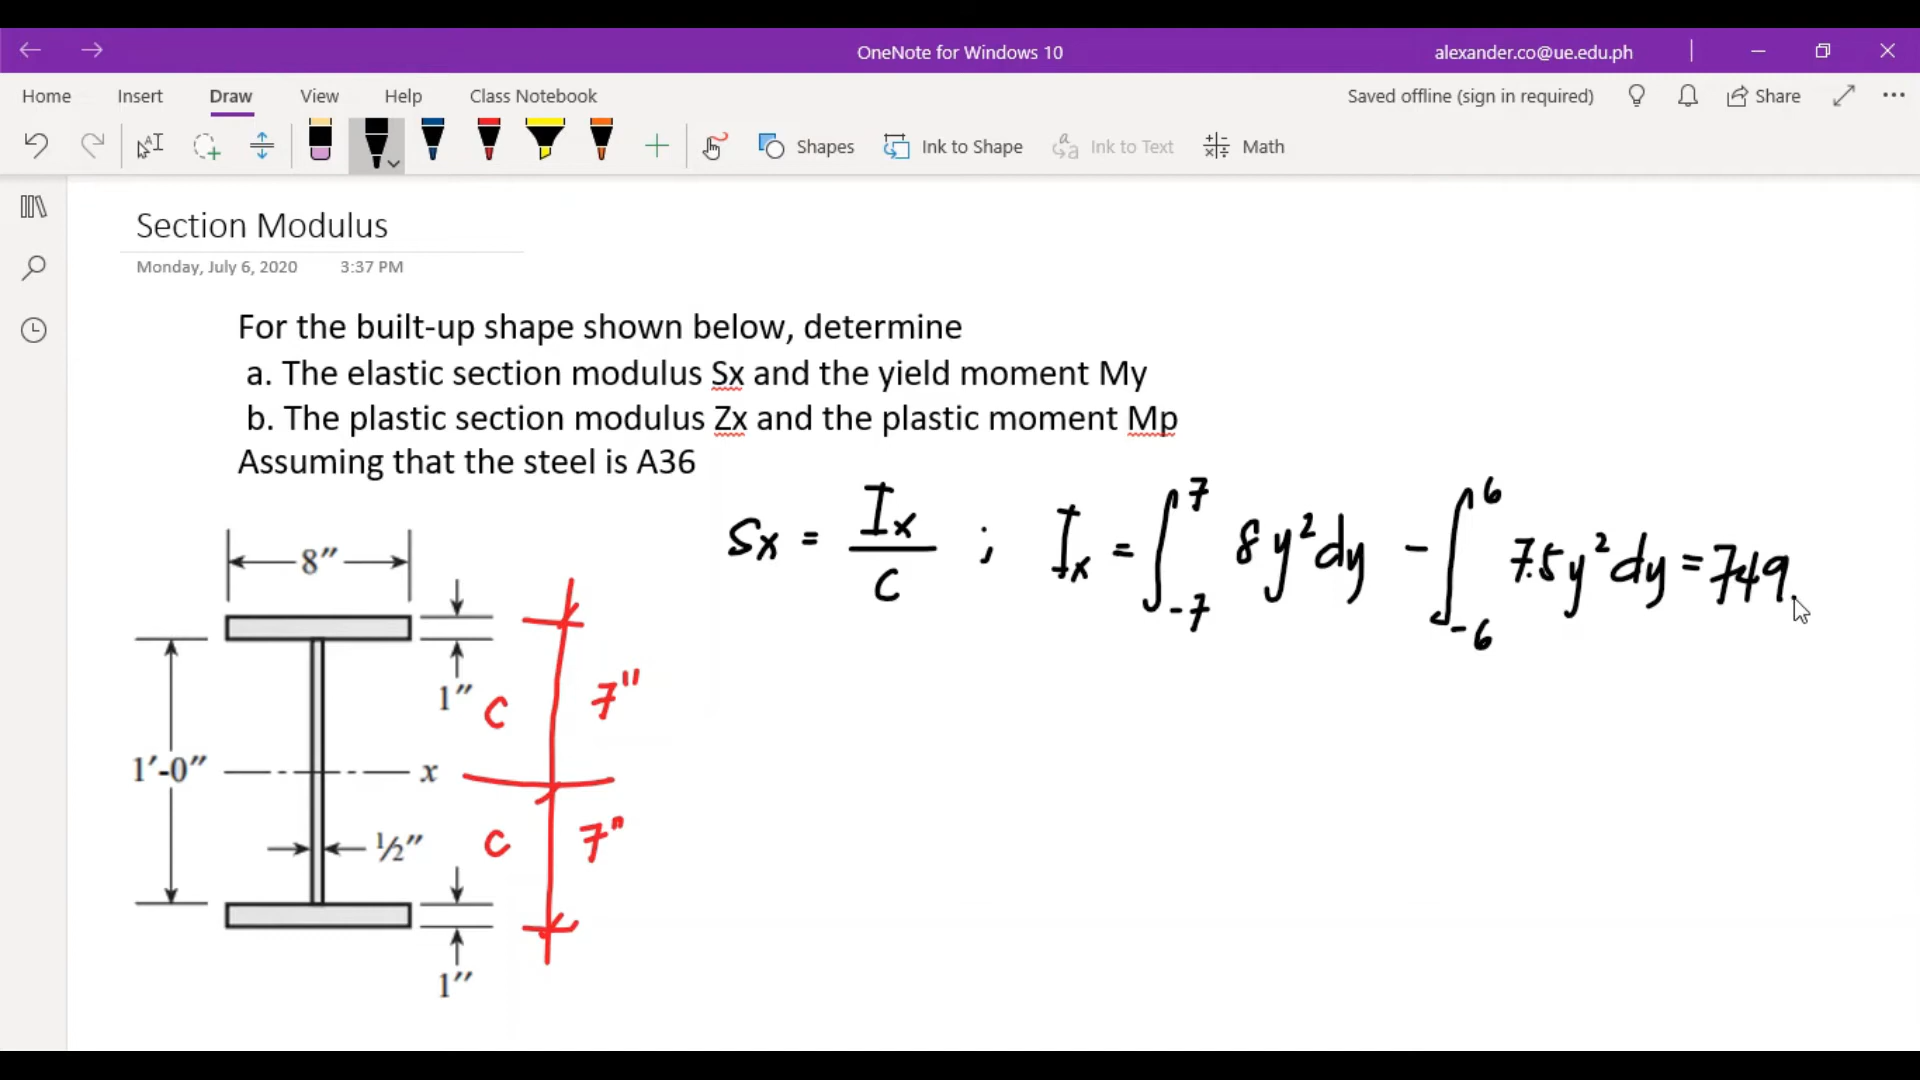 OneNote for Windows 10
alexander.co@ue.edu.ph
Home Insert Draw View Help Class Notebook
Saved offline (sign in required)
Share
Shapes
Ink to Shape
Ink to Text
Math
Section Modulus
Monday, July 6, 2020 3:37 PM
For the built-up shape shown below, determine
a. The elastic section modulus Sx and the yield moment My
b. The plastic section modulus Zx and the plastic moment Mp
Assuming that the steel is A36
Sx = Ix / c ; Ix = ∫_-7^7 8y²dy - ∫_-6^6 7.5y²dy = 749.
8″
1″
c 7"
1′-0″
x
c 7"
½″
1″